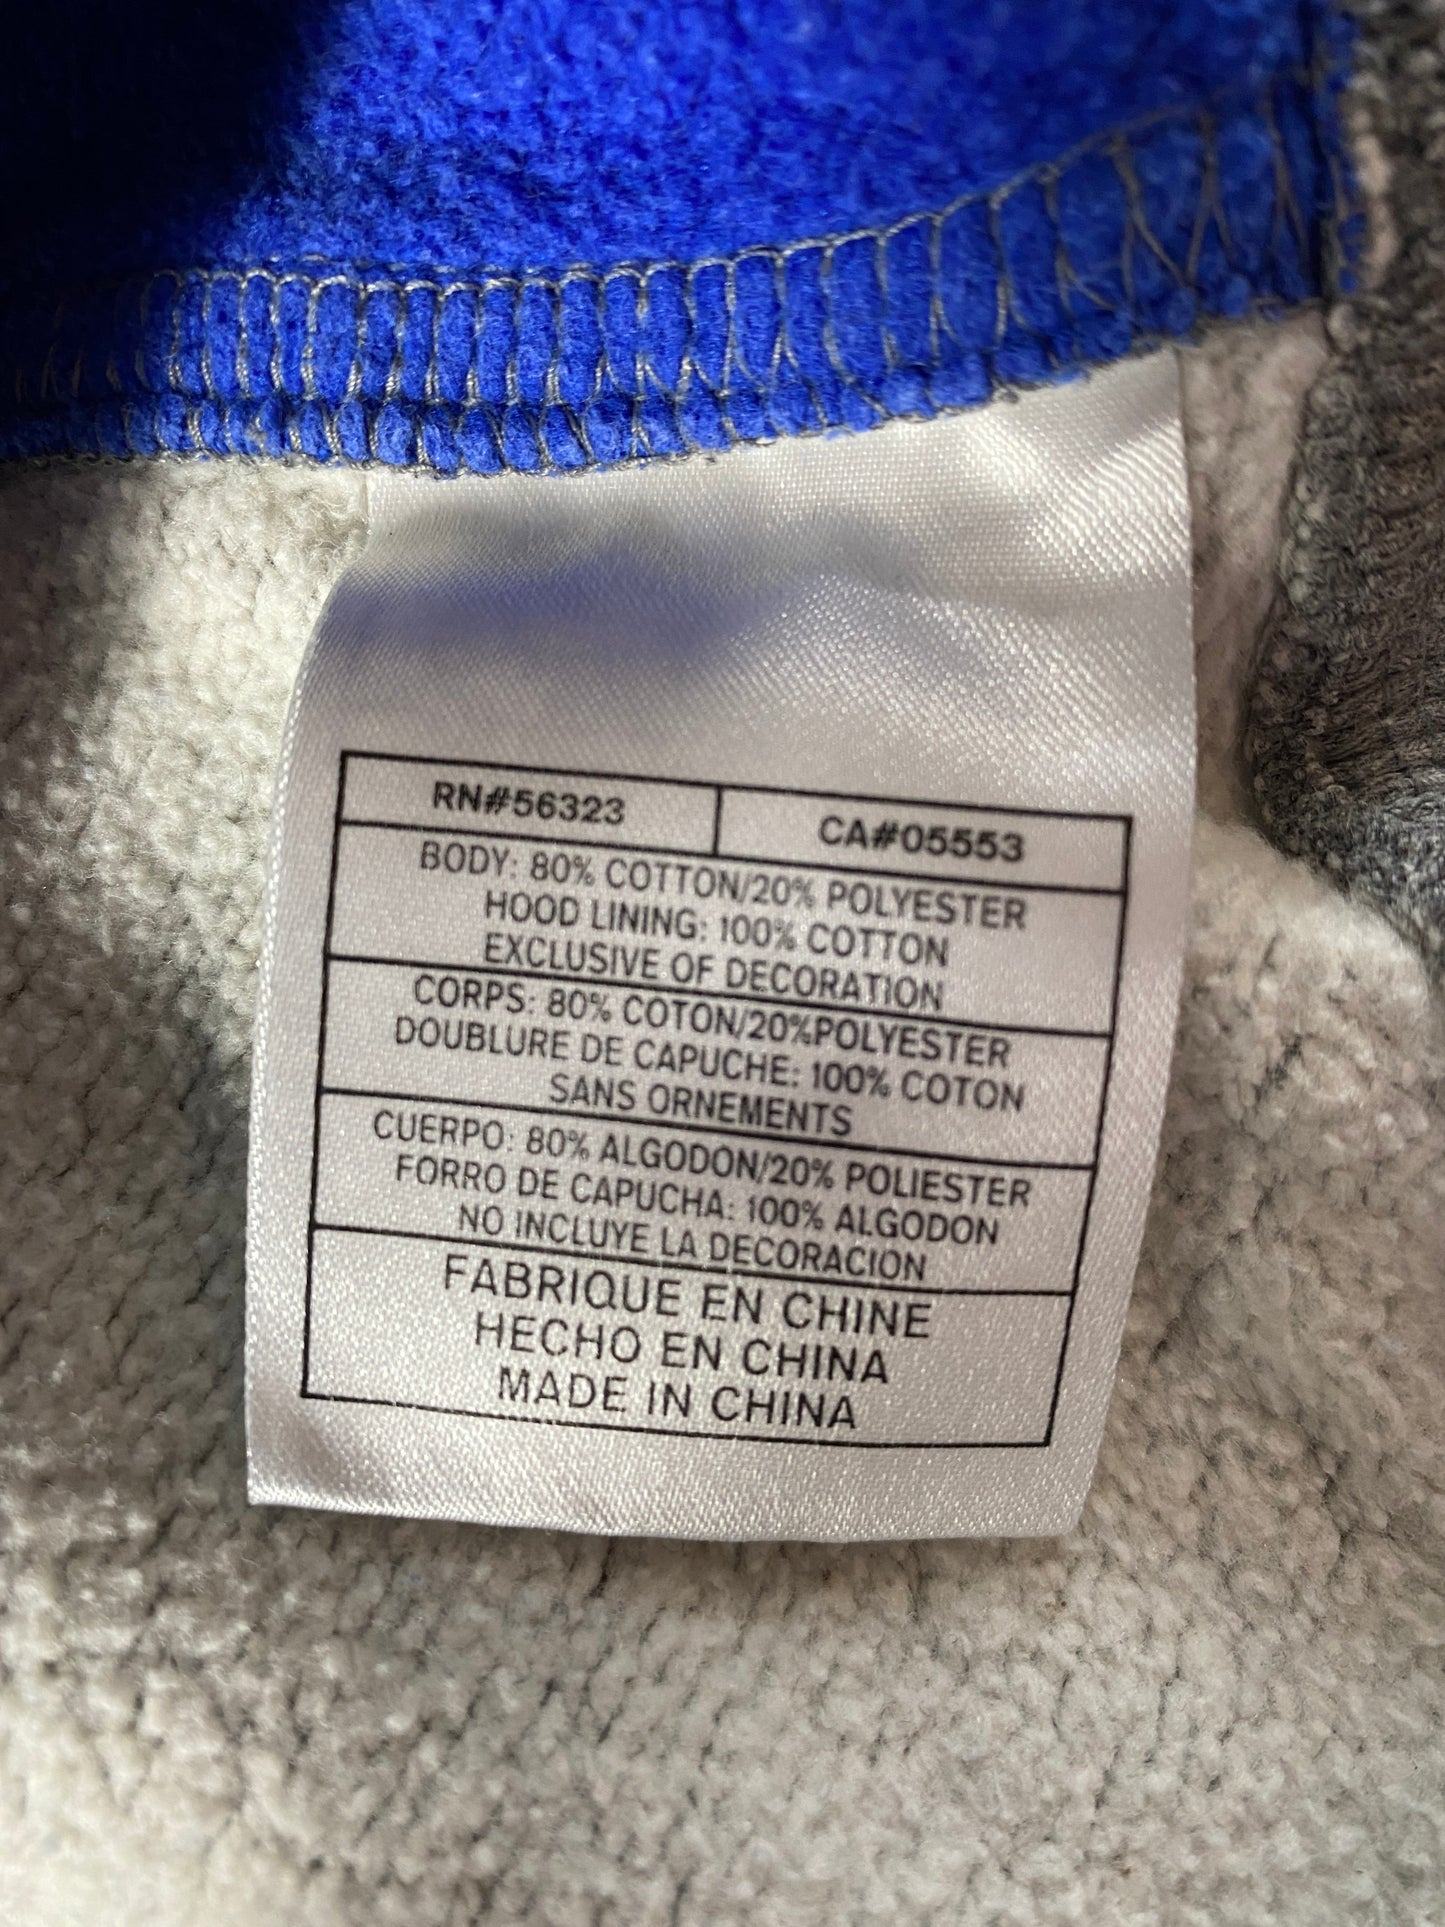 RN#56323
CA#05553
BODY: 80% COTTON/20% POLYESTER
HOOD LINING: 100% COTTON
EXCLUSIVE OF DECORATION
CORPS: 80% COTON/20%POLYESTER
DOUBLURE DE CAPUCHE: 100% COTON
SANS ORNEMENTS
CUERPO: 80% ALGODON/20% POLIESTER
FORRO DE CAPUCHA: 100% ALGODON
NO INCLUYE LA DECORACION
FABRIQUE EN CHINE
HECHO EN CHINA
MADE IN CHINA